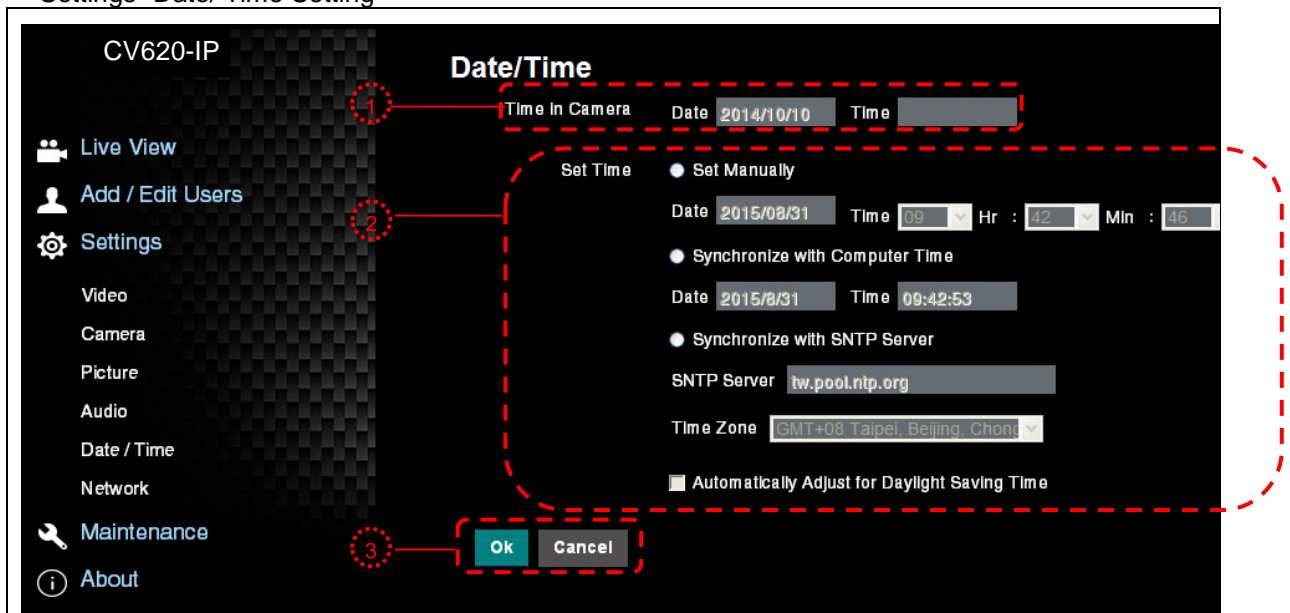 Settings- Date/ Time Setting
CV620-IP
Live View
Add / Edit Users
Settings
Video
Camera
Picture
Audio
Date / Time
Network
Maintenance
About
Date/Time
1
Time in Camera Date 2014/10/10 Time
2
Set Time Set Manually
Date 2015/08/31 Time 09 Hr : 42 Min : 46
Synchronize with Computer Time
Date 2015/8/31 Time 09:42:53
Synchronize with SNTP Server
SNTP Server tw.pool.ntp.org
Time Zone GMT+08 Taipei, Beijing, Chong
Automatically Adjust for Daylight Saving Time
3
Ok Cancel